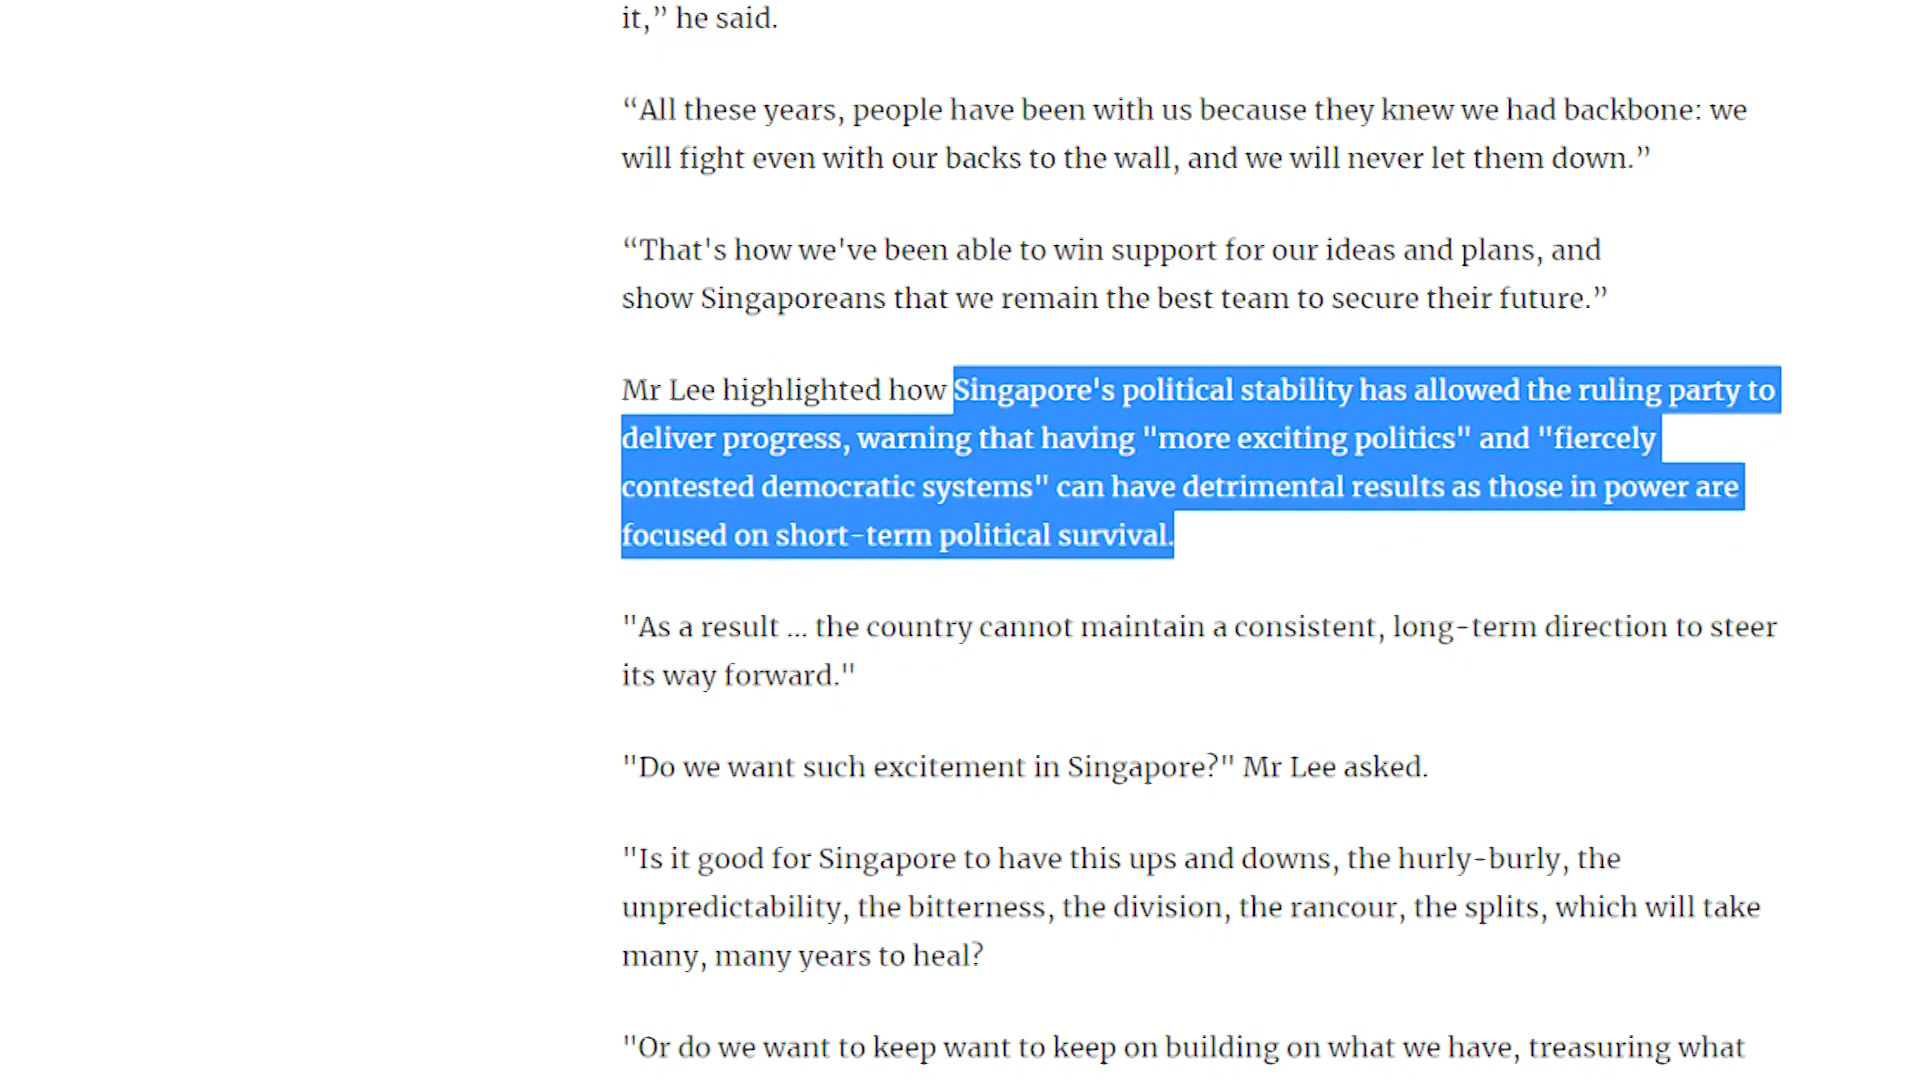 it,” he said.
“All these years, people have been with us because they knew we had backbone: we
will fight even with our backs to the wall, and we will never let them down.”
“That's how we've been able to win support for our ideas and plans, and
show Singaporeans that we remain the best team to secure their future.”
Mr Lee highlighted how Singapore's political stability has allowed the ruling party to
deliver progress, warning that having "more exciting politics" and "fiercely
contested democratic systems" can have detrimental results as those in power are
focused on short-term political survival.
"As a result ... the country cannot maintain a consistent, long-term direction to steer
its way forward."
"Do we want such excitement in Singapore?" Mr Lee asked.
"Is it good for Singapore to have this ups and downs, the hurly-burly, the
unpredictability, the bitterness, the division, the rancour, the splits, which will take
many, many years to heal?
"Or do we want to keep want to keep on building on what we have, treasuring what